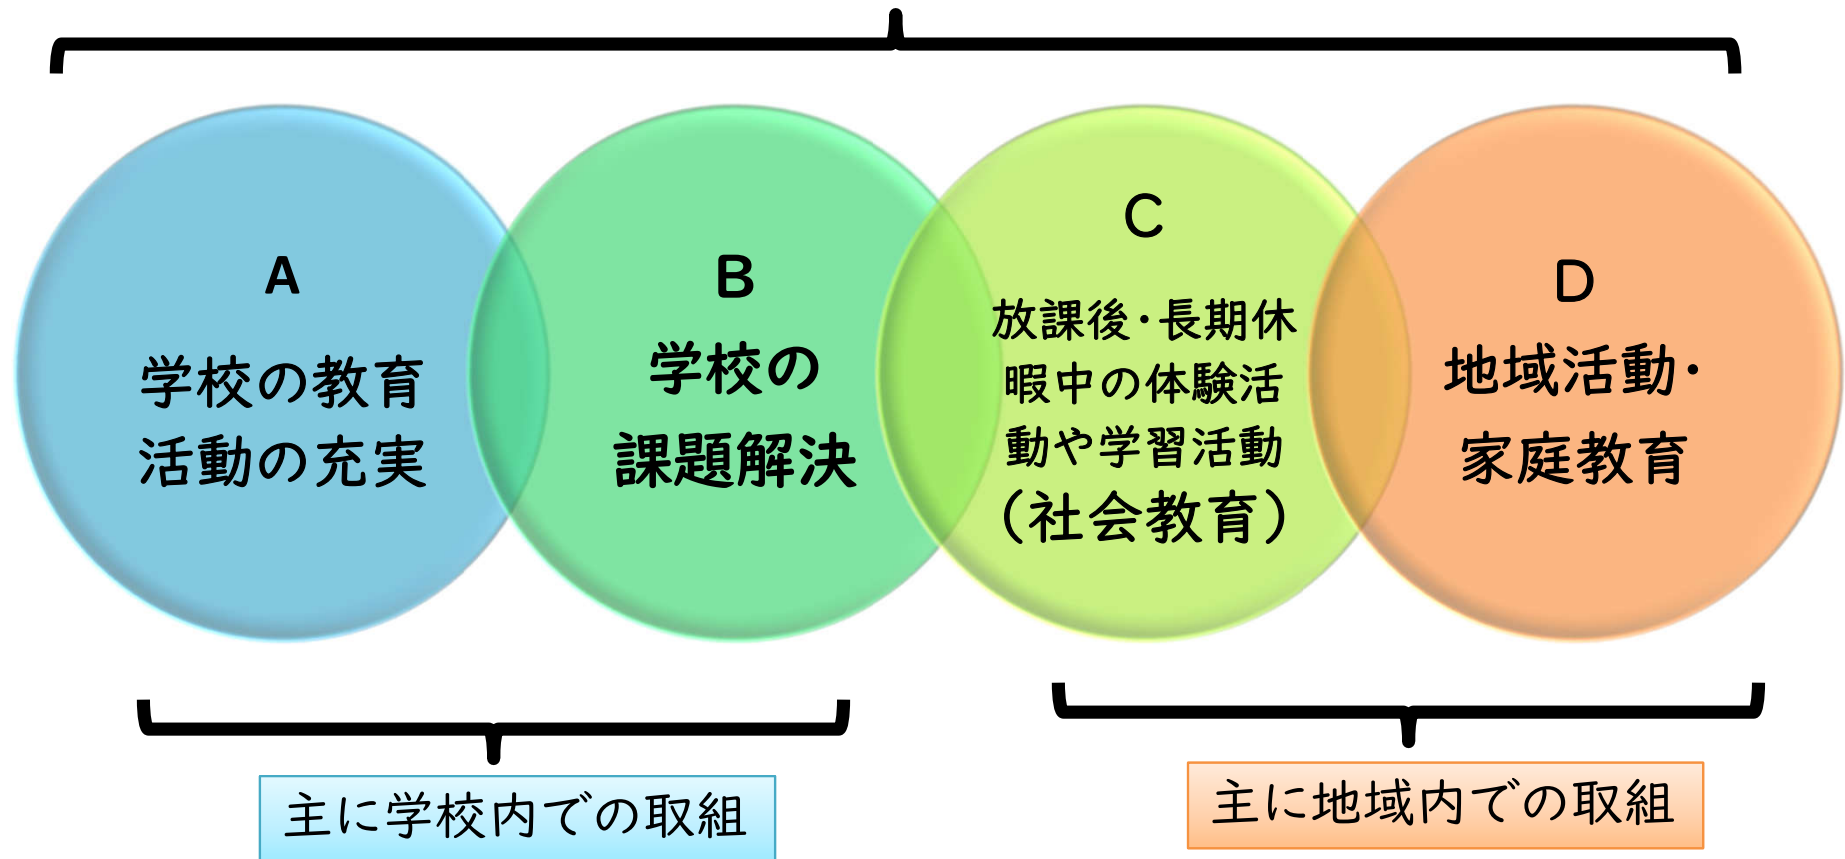 A
学校の教育
活動の充実
B
学校の
課題解決
C
放課後・長期休
暇中の体験活
動や学習活動
(社会教育)
D
地域活動・
家庭教育
主に学校内での取組
主に地域内での取組